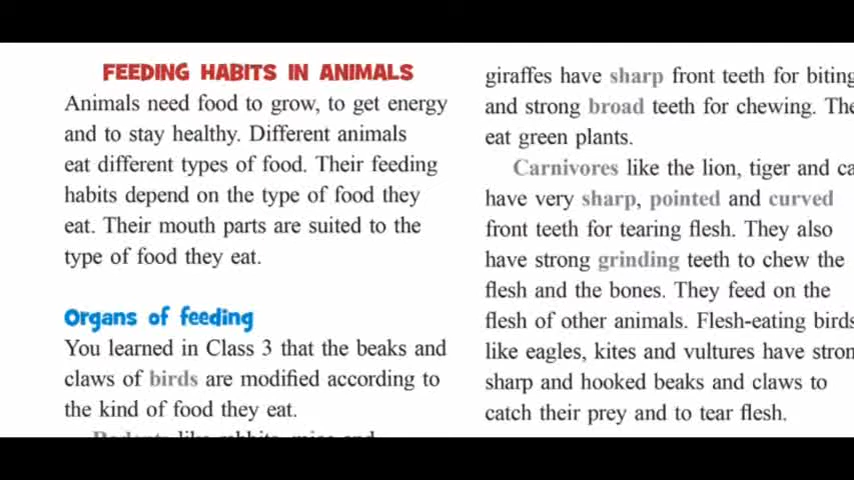 FEEDING HABITS IN ANIMALS
Animals need food to grow, to get energy
and to stay healthy. Different animals
eat different types of food. Their feeding
habits depend on the type of food they
eat. Their mouth parts are suited to the
type of food they eat.
Organs of feeding
You learned in Class 3 that the beaks and
claws of birds are modified according to
the kind of food they eat.
giraffes have sharp front teeth for biting
and strong broad teeth for chewing.
eat green plants.
Carnivores like the lion, tiger and
have very sharp, pointed and curved
front teeth for tearing flesh. They also
have strong grinding teeth to chew the
flesh and the bones. They feed on the
flesh of other animals. Flesh-eating birds
like eagles, kites and vultures have
sharp and hooked beaks and claws to
catch their prey and to tear flesh.